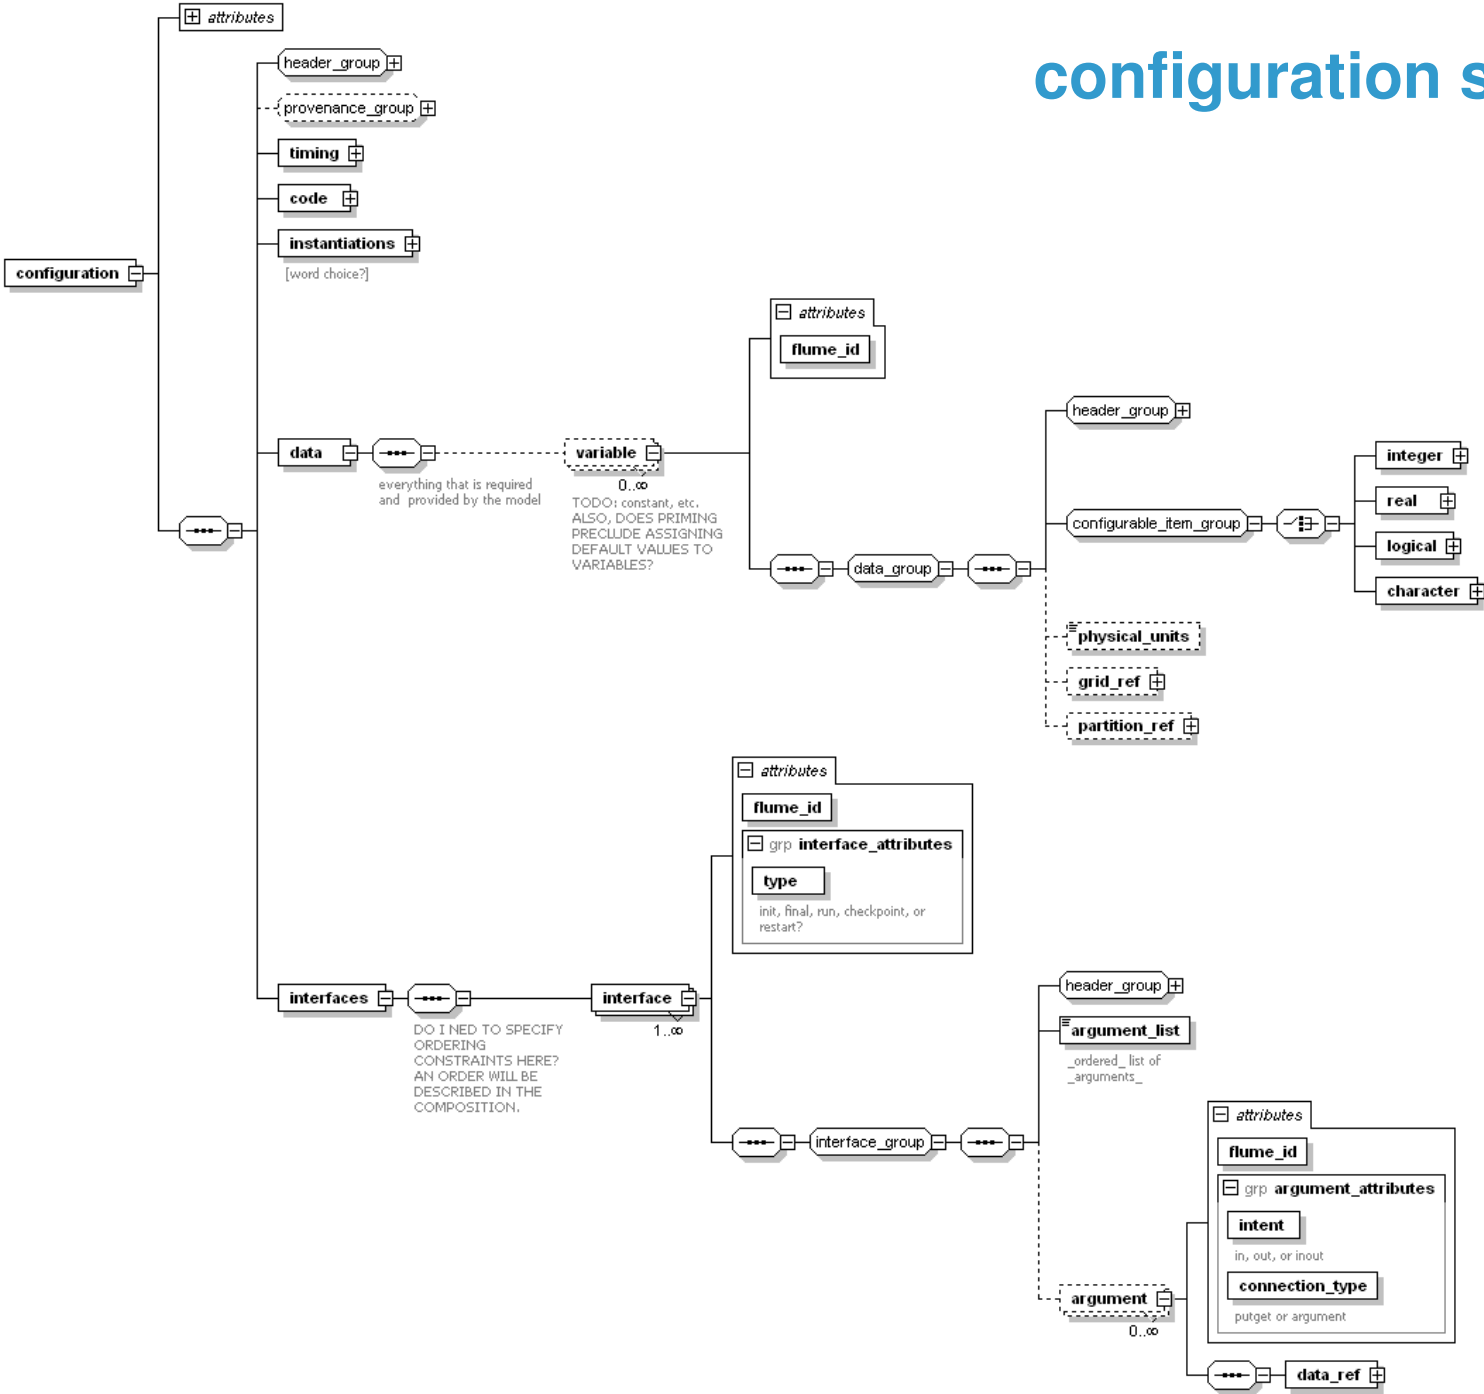 attributes
configuration s
header_group
provenance_group
timing
code
instantiations
[word choice?]
configuration
attributes
flume_id
header_group
data
everything that is required
and provided by the model
variable
0..∞
TODO: constant, etc.
ALSO, DOES PRIMING
PRECLUDE ASSIGNING
DEFAULT VALUES TO
VARIABLES?
integer
real
configurable_item_group
logical
data_group
character
physical_units
grid_ref
partition_ref
attributes
flume_id
grp interface_attributes
type
init, final, run, checkpoint, or
restart?
interfaces
DO I NED TO SPECIFY
ORDERING
CONSTRAINTS HERE?
AN ORDER WILL BE
DESCRIBED IN THE
COMPOSITION.
interface
1..∞
header_group
argument_list
_ordered_ list of
_arguments_
interface_group
attributes
flume_id
grp argument_attributes
intent
in, out, or inout
connection_type
putget or argument
argument
0..∞
data_ref